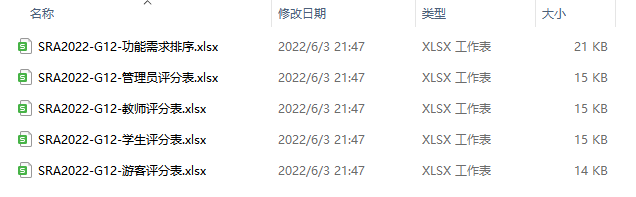 名称 修改日期 类型 大小
SRA2022-G12-功能需求排序.xlsx 2022/6/3 21:47 XLSX 工作表 21 KB
SRA2022-G12-管理员评分表.xlsx 2022/6/3 21:47 XLSX 工作表 15 KB
SRA2022-G12-教师评分表.xlsx 2022/6/3 21:47 XLSX 工作表 15 KB
SRA2022-G12-学生评分表.xlsx 2022/6/3 21:47 XLSX 工作表 15 KB
SRA2022-G12-游客评分表.xlsx 2022/6/3 21:47 XLSX 工作表 14 KB